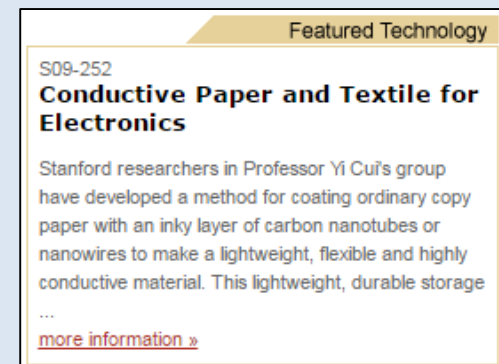 Featured Technology
S09-252
Conductive Paper and Textile for
Electronics
Stanford researchers in Professor Yi Cui's group
have developed a method for coating ordinary copy
paper with an inky layer of carbon nanotubes or
nanowires to make a lightweight, flexible and highly
conductive material. This lightweight, durable storage
...
more information »